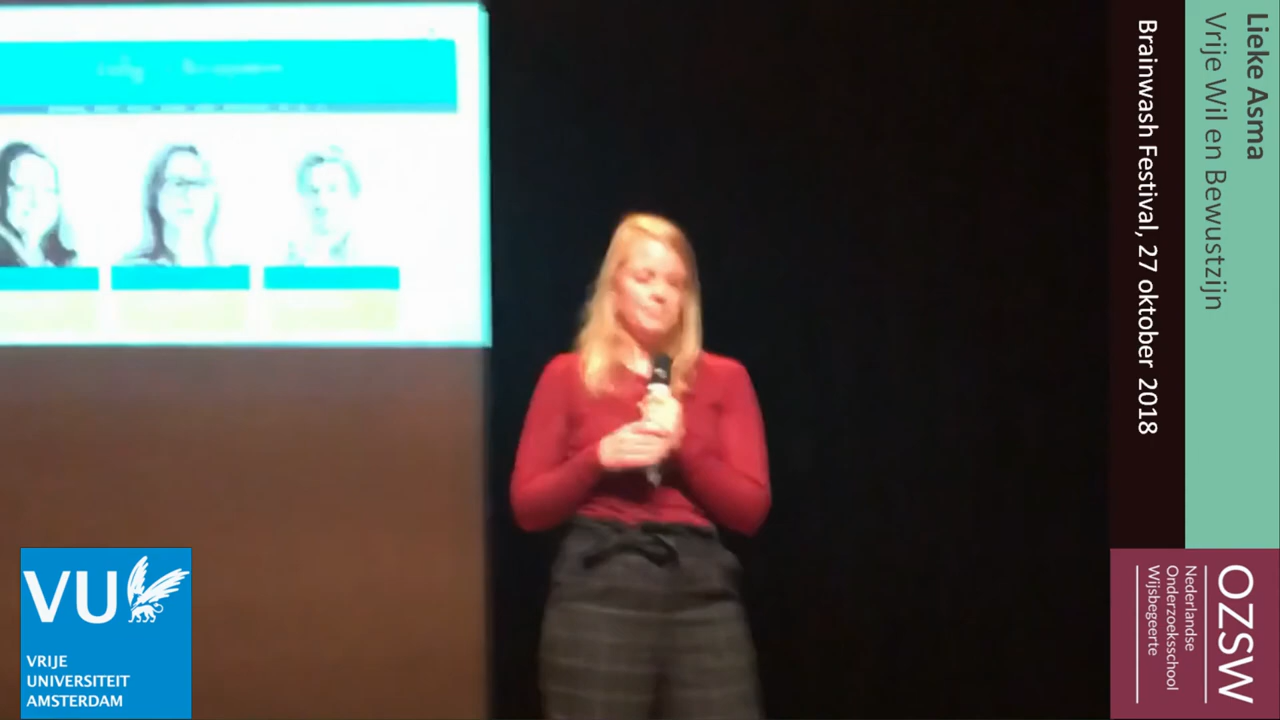 Lieke Asma
Vrije Wil en Bewustzijn
Brainwash Festival, 27 oktober 2018
OZSW
Nederlandse
Onderzoeksschool
Wijsbegeerte
VU
VRIJE
UNIVERSITEIT
AMSTERDAM